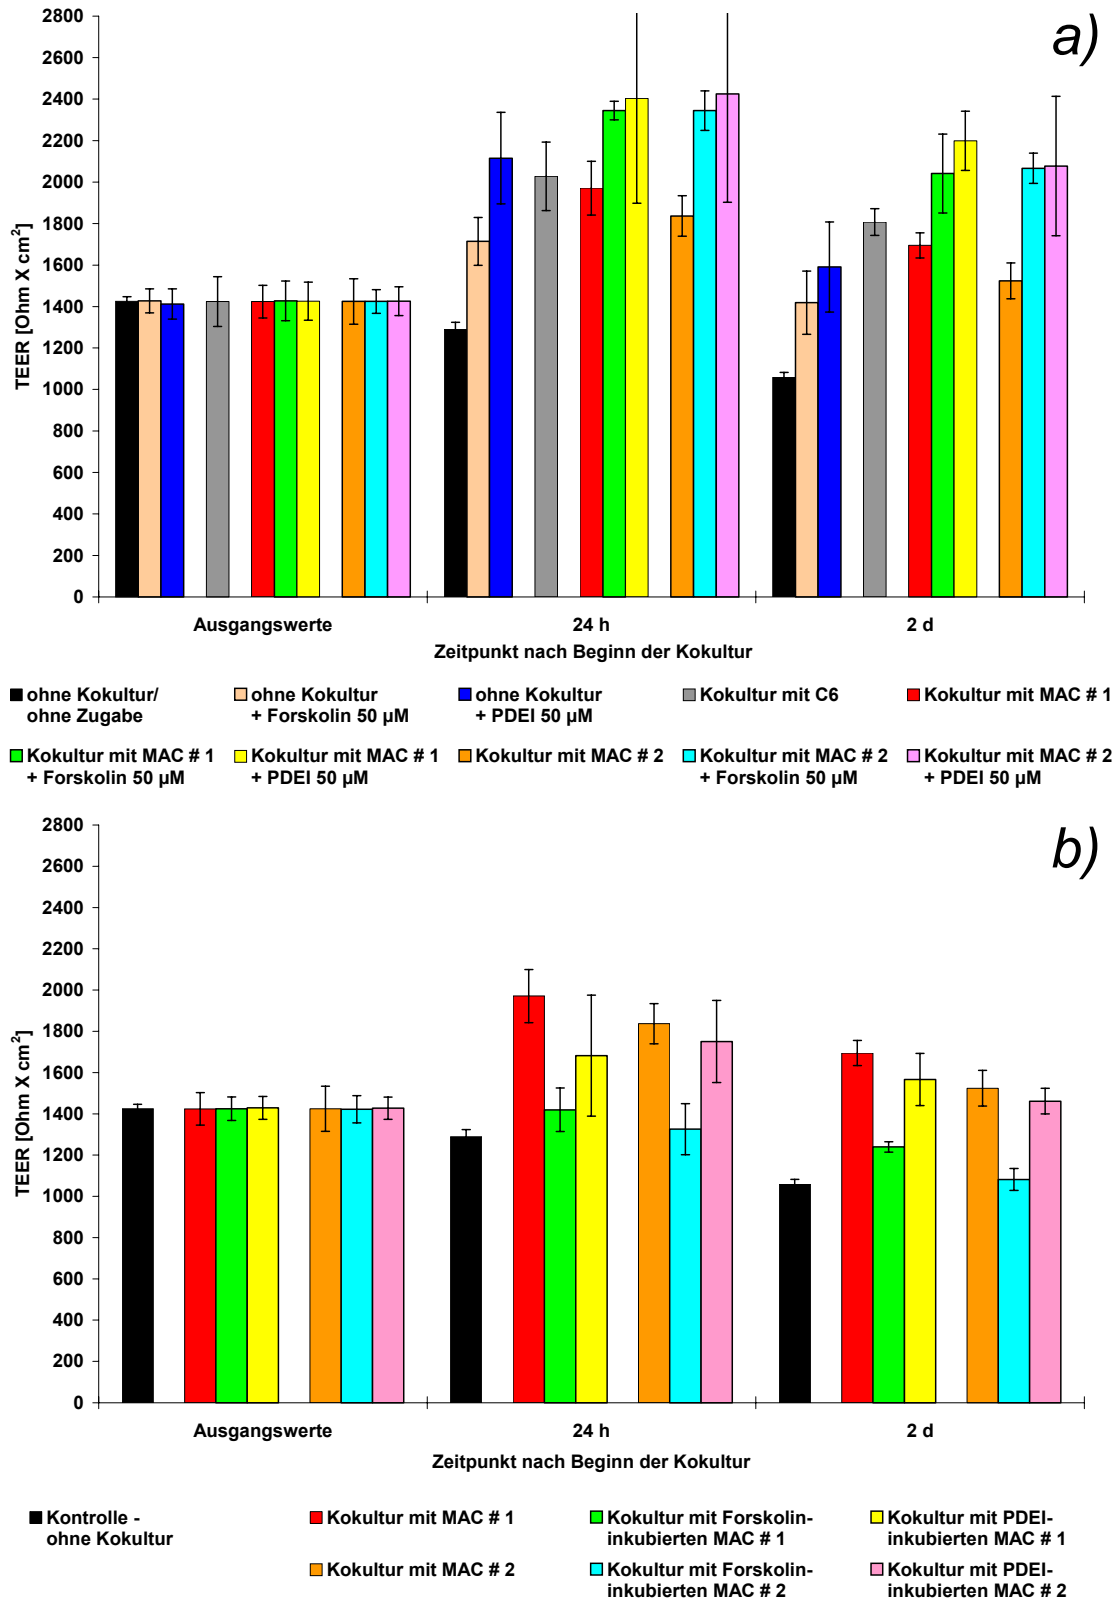 a)
2800
2600
2400
2200
2000
1800
1600
1400
1200
1000
800
600
400
200
0
TEER [Ohm X cm²]
Ausgangswerte 24 h 2 d
Zeitpunkt nach Beginn der Kokultur
ohne Kokultur/ ohne Kokultur ohne Kokultur Kokultur mit C6 Kokultur mit MAC # 1
ohne Zugabe + Forskolin 50 µM + PDEI 50 µM
Kokultur mit MAC # 1 Kokultur mit MAC # 1 Kokultur mit MAC # 2 Kokultur mit MAC # 2 Kokultur mit MAC # 2
+ Forskolin 50 µM + PDEI 50 µM + Forskolin 50 µM + PDEI 50 µM
b)
2800
2600
2400
2200
2000
1800
1600
1400
1200
1000
800
600
400
200
0
TEER [Ohm X cm²]
Ausgangswerte 24 h 2 d
Zeitpunkt nach Beginn der Kokultur
Kontrolle - Kokultur mit MAC # 1 Kokultur mit Forskolin- Kokultur mit PDEI-
ohne Kokultur inkubierten MAC # 1 inkubierten MAC # 1
Kokultur mit MAC # 2 Kokultur mit Forskolin- Kokultur mit PDEI-
inkubierten MAC # 2 inkubierten MAC # 2